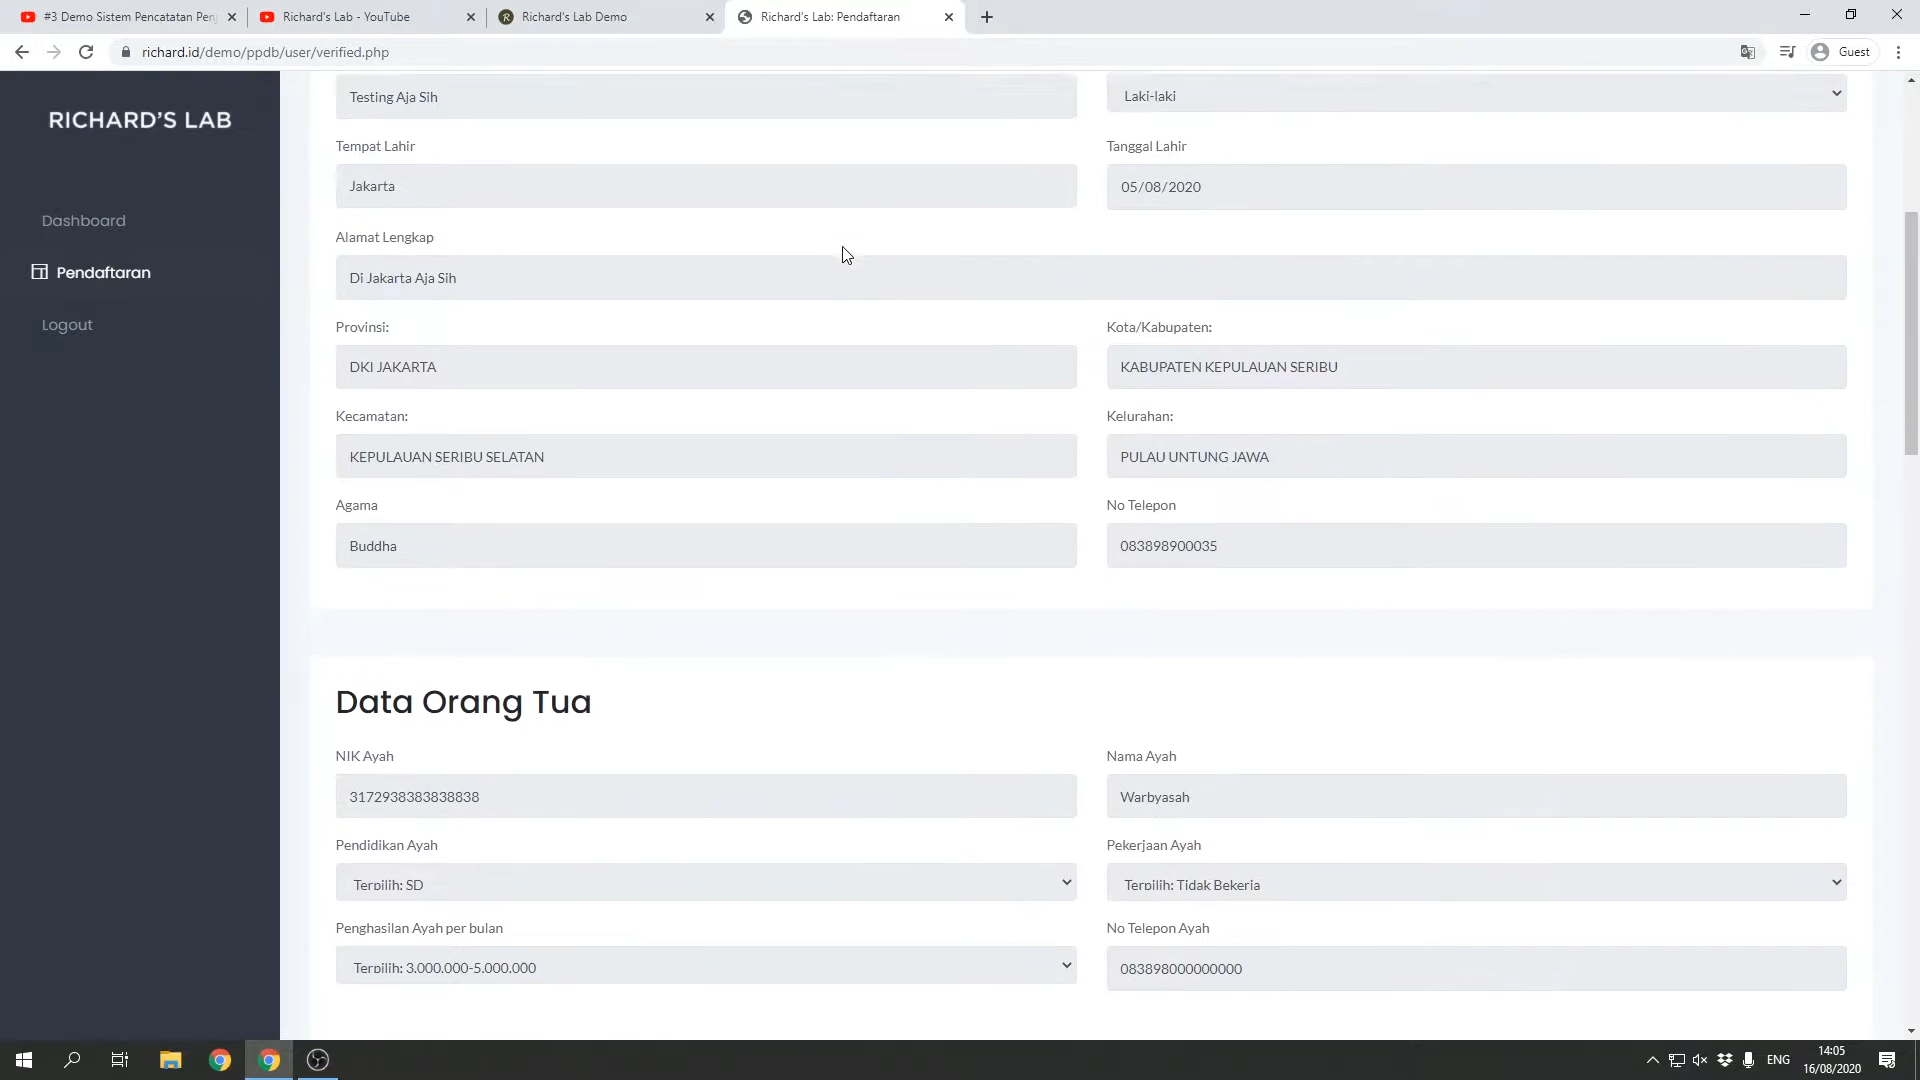 #3 Demo Sistem Pencatatan Penj
Richard's Lab - YouTube
Richard's Lab Demo
Richard's Lab: Pendaftaran
richard.id/demo/ppdb/user/verified.php
Guest
RICHARD'S LAB
Dashboard
Pendaftaran
Logout
Testing Aja Sih
Laki-laki
Tempat Lahir
Tanggal Lahir
Jakarta
05/08/2020
Alamat Lengkap
Di Jakarta Aja Sih
Provinsi:
Kota/Kabupaten:
DKI JAKARTA
KABUPATEN KEPULAUAN SERIBU
Kecamatan:
Kelurahan:
KEPULAUAN SERIBU SELATAN
PULAU UNTUNG JAWA
Agama
No Telepon
Buddha
083898900035
Data Orang Tua
NIK Ayah
Nama Ayah
3172938383838838
Warbyasah
Pendidikan Ayah
Pekerjaan Ayah
Terpilih: SD
Terpilih: Tidak Bekerja
Penghasilan Ayah per bulan
No Telepon Ayah
Terpilih: 3.000.000-5.000.000
083898000000000
ENG
14:05
16/08/2020